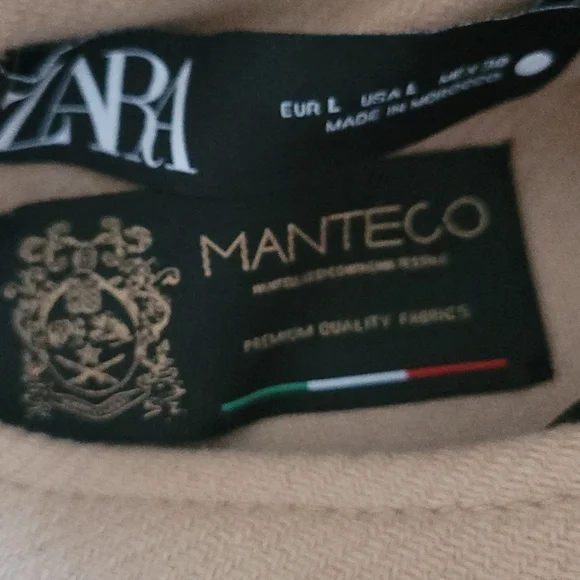 ZARA
EUR L USA L MEX 30
MADE IN MOROCCO
MANTECO
PREMIUM QUALITY FABRICS